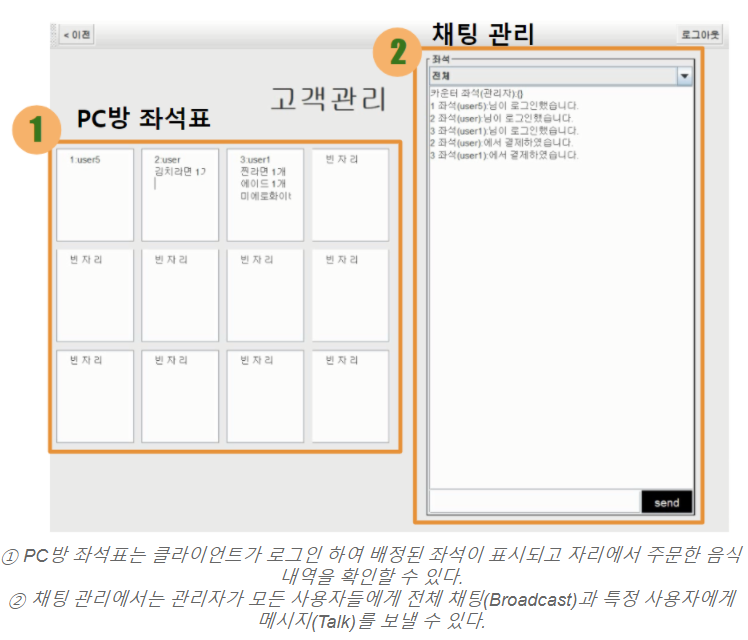 < 이전
채팅 관리
로그아웃
2
좌석
전체
고객관리
1
PC방 좌석표
카운터 좌석(관리자):()
1 좌석(user5):님이 로그인했습니다.
2 좌석(user):님이 로그인했습니다.
3 좌석(user1):님이 로그인했습니다.
2 좌석(user):에서 결제하였습니다.
3 좌석(user1):에서 결제하였습니다.
1:user5
2:user
김치라면 1개
3:user1
찐라면 1개
에이드 1개
미에로화이t
빈자리
빈자리
빈자리
빈자리
빈자리
빈자리
빈자리
빈자리
빈자리
send
① PC방 좌석표는 클라이언트가 로그인 하여 배정된 좌석이 표시되고 자리에서 주문한 음식
내역을 확인할 수 있다.
② 채팅 관리에서는 관리자가 모든 사용자들에게 전체 채팅(Broadcast)과 특정 사용자에게
메시지(Talk)를 보낼 수 있다.